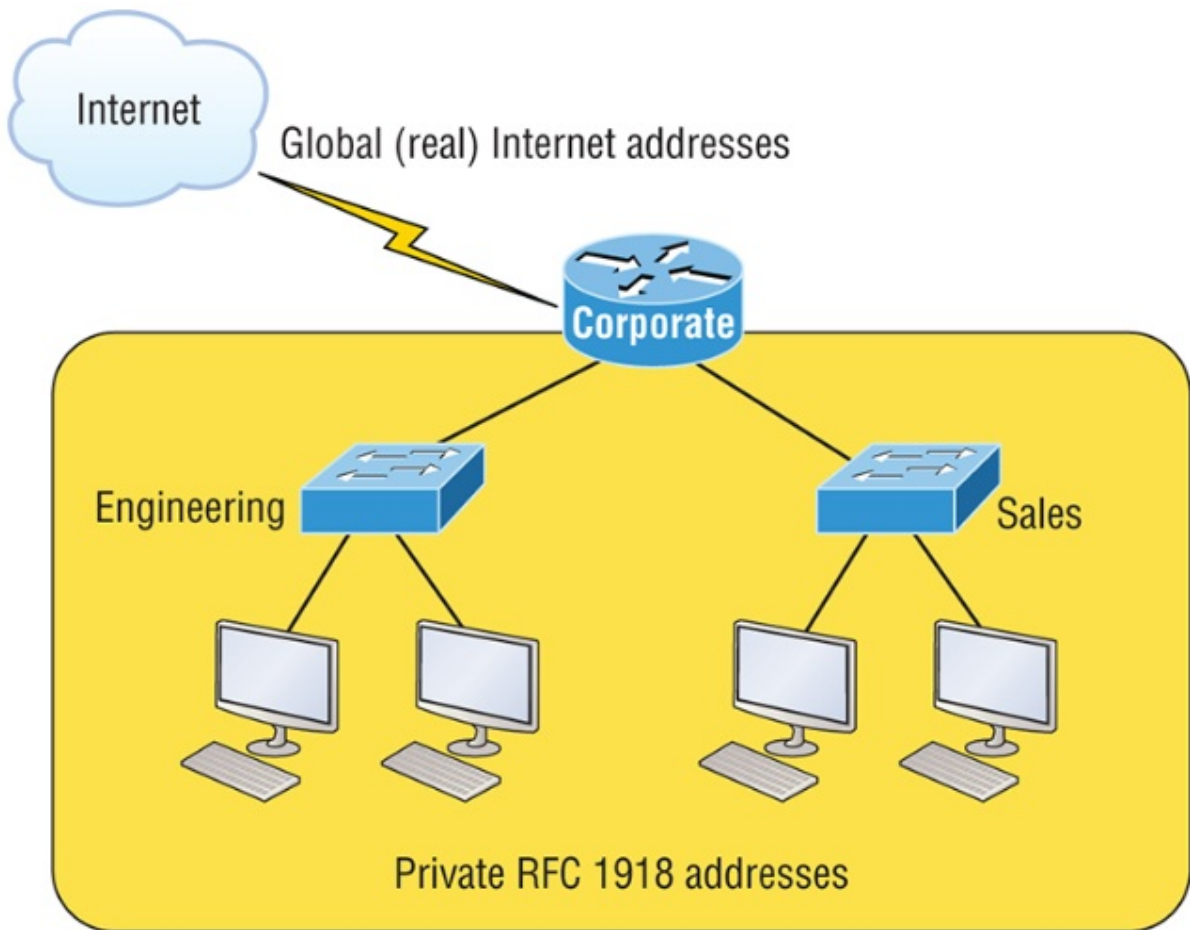 Internet
Global (real) Internet addresses
Corporate
Engineering
Sales
Private RFC 1918 addresses